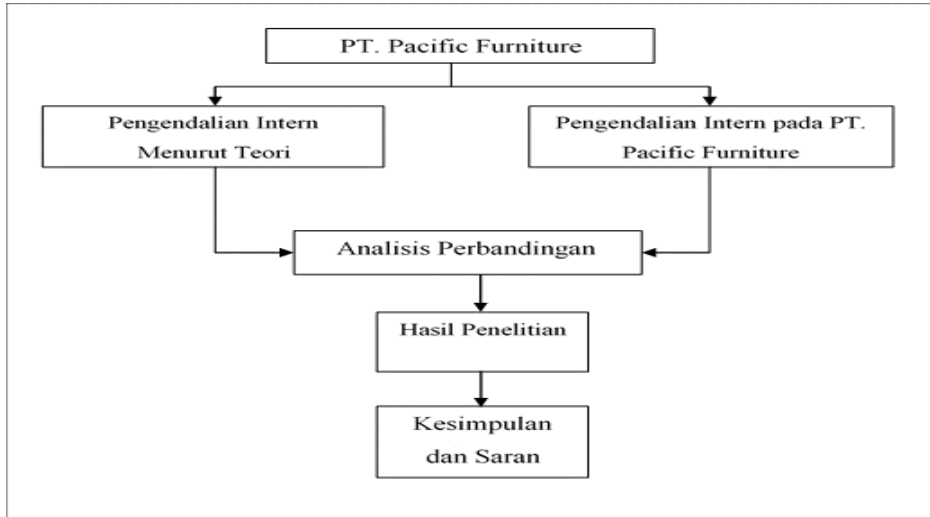 PT. Pacific Furniture
Pengendalian Intern
Menurut Teori
Pengendalian Intern pada PT.
Pacific Furniture
Analisis Perbandingan
Hasil Penelitian
Kesimpulan
dan Saran